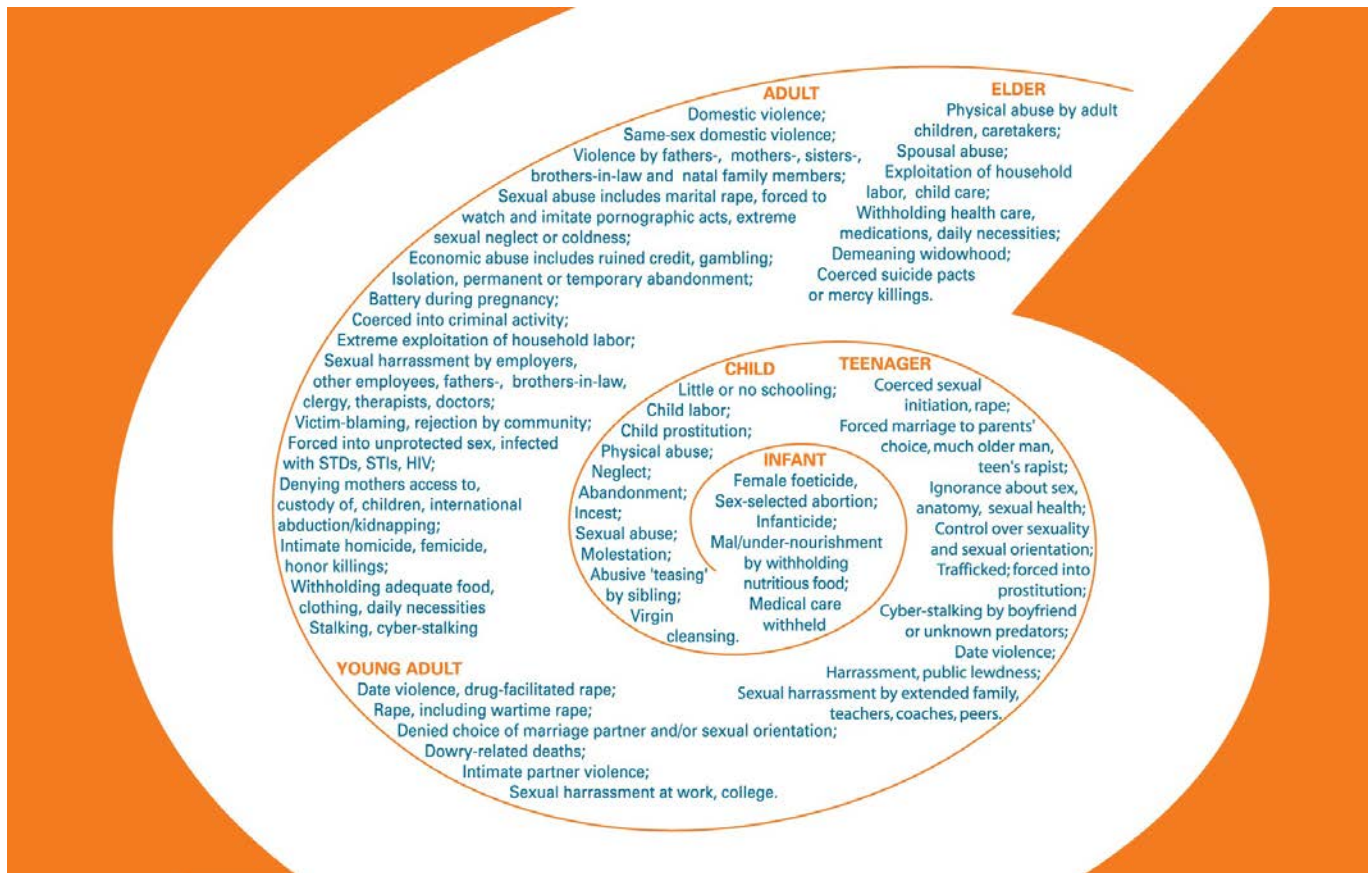 ADULT
Domestic violence;
Same-sex domestic violence;
Violence by fathers-, mothers-, sisters-,
brothers-in-law and natal family members;
Sexual abuse includes marital rape, forced to
watch and imitate pornographic acts, extreme
sexual neglect or coldness;
Economic abuse includes ruined credit, gambling;
Isolation, permanent or temporary abandonment;
Battery during pregnancy;
Coerced into criminal activity;
Extreme exploitation of household labor;
Sexual harrassment by employers,
other employees, fathers-, brothers-in-law,
clergy, therapists, doctors;
Victim-blaming, rejection by community;
Forced into unprotected sex, infected
with STDs, STIs, HIV;
Denying mothers access to,
custody of, children, international
abduction/kidnapping;
Intimate homicide, femicide,
honor killings;
Withholding adequate food,
clothing, daily necessities
Stalking, cyber-stalking
ELDER
Physical abuse by adult
children, caretakers;
Spousal abuse;
Exploitation of household
labor, child care;
Withholding health care,
medications, daily necessities;
Demeaning widowhood;
Coerced suicide pacts
or mercy killings.
CHILD
Little or no schooling;
Child labor;
Child prostitution;
Physical abuse;
Neglect;
Abandonment;
Incest;
Sexual abuse;
Molestation;
Abusive 'teasing'
by sibling;
Virgin
cleansing.
INFANT
Female foeticide,
Sex-selected abortion;
Infanticide;
Mal/under-nourishment
by withholding
nutritious food;
Medical care
withheld
TEENAGER
Coerced sexual
initiation, rape;
Forced marriage to parents'
choice, much older man,
teen's rapist;
Ignorance about sex,
anatomy, sexual health;
Control over sexuality
and sexual orientation;
Trafficked; forced into
prostitution;
Cyber-stalking by boyfriend
or unknown predators;
Date violence;
Harrassment, public lewdness;
Sexual harassment by extended family,
teachers, coaches, peers.
YOUNG ADULT
Date violence, drug-facilitated rape;
Rape, including wartime rape;
Denied choice of marriage partner and/or sexual orientation;
Dowry-related deaths;
Intimate partner violence;
Sexual harrassment at work, college.